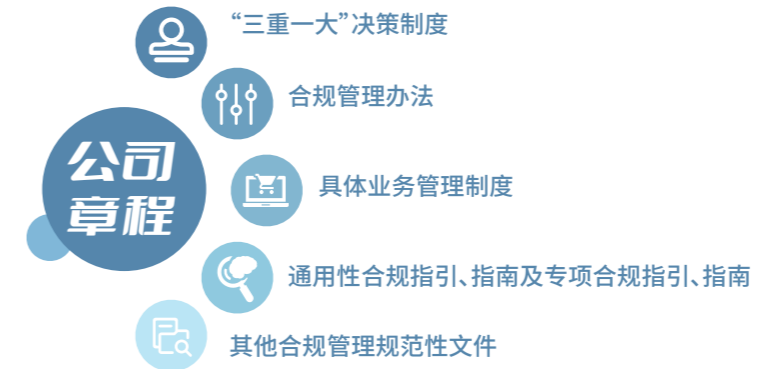 “三重一大”决策制度
合规管理办法
公司
章程
具体业务管理制度
通用性合规指引、指南及专项合规指引、指南
其他合规管理规范性文件